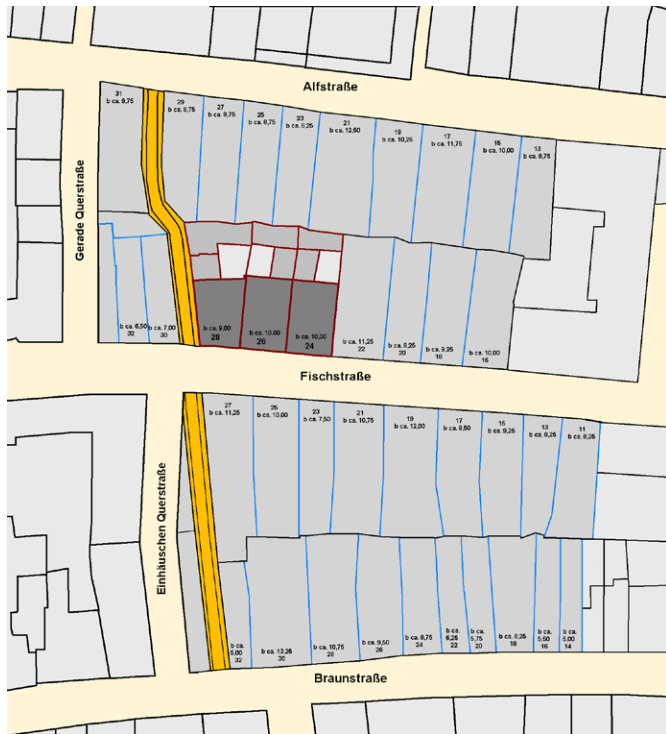 Alfstraße
31
b ca. 9,75
29
b ca. 8,75
27
b ca. 8,75
25
b ca. 8,75
23
b ca. 8,25
21
b ca. 12,50
19
b ca. 10,25
17
b ca. 11,75
15
b ca. 10,00
13
b ca. 8,75
Gerade Querstraße
b ca. 6,50
32
b ca. 7,00
30
b ca. 9,00
28
b ca. 10,00
26
b ca. 10,00
24
b ca. 11,25
22
b ca. 8,25
20
b ca. 9,25
18
b ca. 10,00
16
Fischstraße
27
b ca. 11,25
25
b ca. 10,00
23
b ca. 7,50
21
b ca. 10,75
19
b ca. 12,00
17
b ca. 9,50
15
b ca. 9,25
13
b ca. 8,25
11
b ca. 8,25
Einhäuschen Querstraße
b ca.
5,00
32
b ca. 13,25
30
b ca. 10,75
28
b ca. 9,50
26
b ca. 8,75
24
b ca.
6,25
22
b ca.
5,75
20
b ca. 9,25
18
b ca.
5,50
16
b ca.
5,00
14
Braunstraße